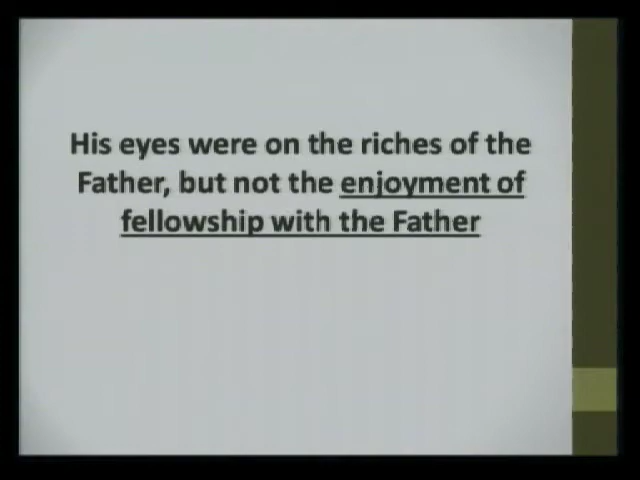 His eyes were on the riches of the
Father, but not the enjoyment of
fellowship with the Father